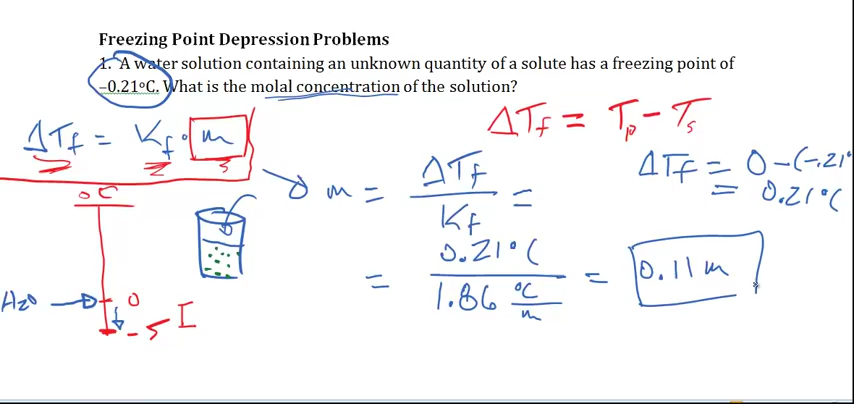 Freezing Point Depression Problems
1. A water solution containing an unknown quantity of a solute has a freezing point of
–0.21°C. What is the molal concentration of the solution?
ΔTf = Kf · m
ΔTf = Tp - Ts
ΔTf = 0 - (-.21°
= 0.21°C
m = ΔTf / Kf =
= 0.21°C / 1.86 °C/m = 0.11 m
°C
H2O 0
-5